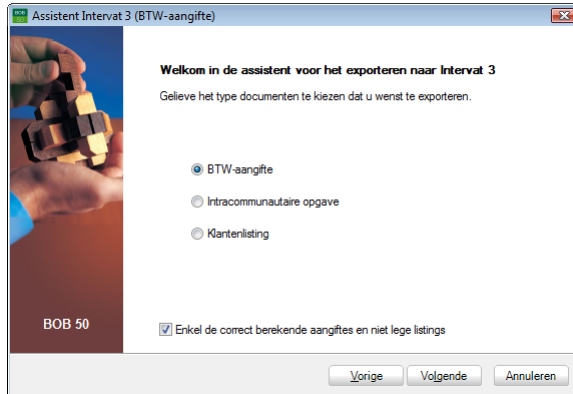 Assistent Intervat 3 (BTW-aangifte)
Welkom in de assistent voor het exporteren naar Intervat 3
Gelieve het type documenten te kiezen dat u wenst te exporteren.
BTW-aangifte
Intracommunautaire opgave
Klantenlisting
BOB 50
Enkel de correct berekende aangiftes en niet lege listings
Vorige
Volgende
Annuleren